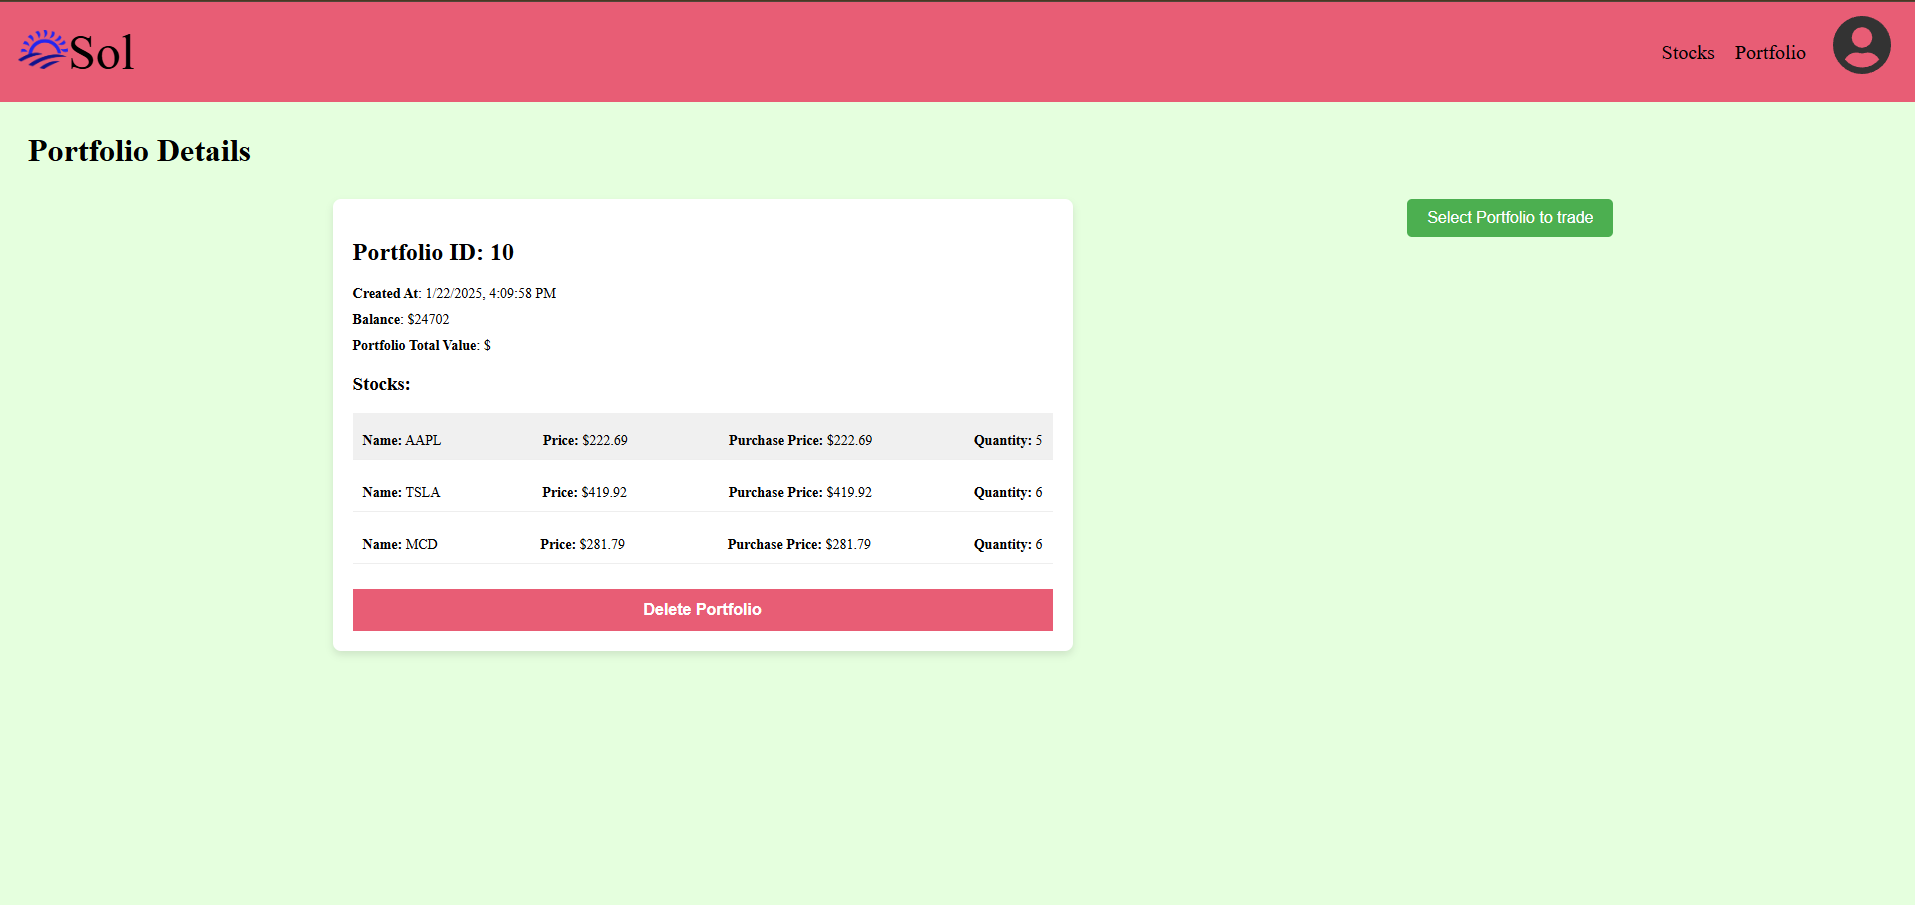 Sol
Stocks Portfolio
Portfolio Details
Select Portfolio to trade
Portfolio ID: 10
Created At: 1/22/2025, 4:09:58 PM
Balance: $24702
Portfolio Total Value: $
Stocks:
Name: AAPL Price: $222.69 Purchase Price: $222.69 Quantity: 5
Name: TSLA Price: $419.92 Purchase Price: $419.92 Quantity: 6
Name: MCD Price: $281.79 Purchase Price: $281.79 Quantity: 6
Delete Portfolio